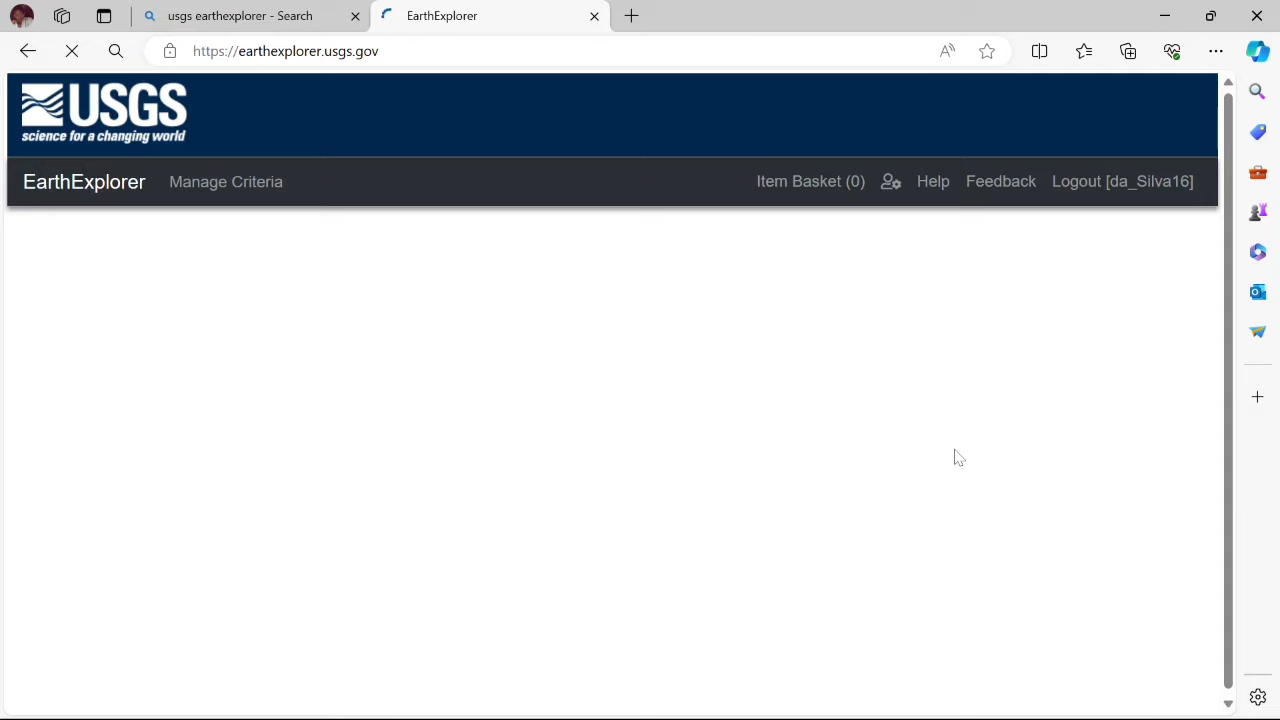 usgs earthexplorer - Search
EarthExplorer
https://earthexplorer.usgs.gov
USGS
science for a changing world
EarthExplorer Manage Criteria Item Basket (0) Help Feedback Logout [da_Silva16]